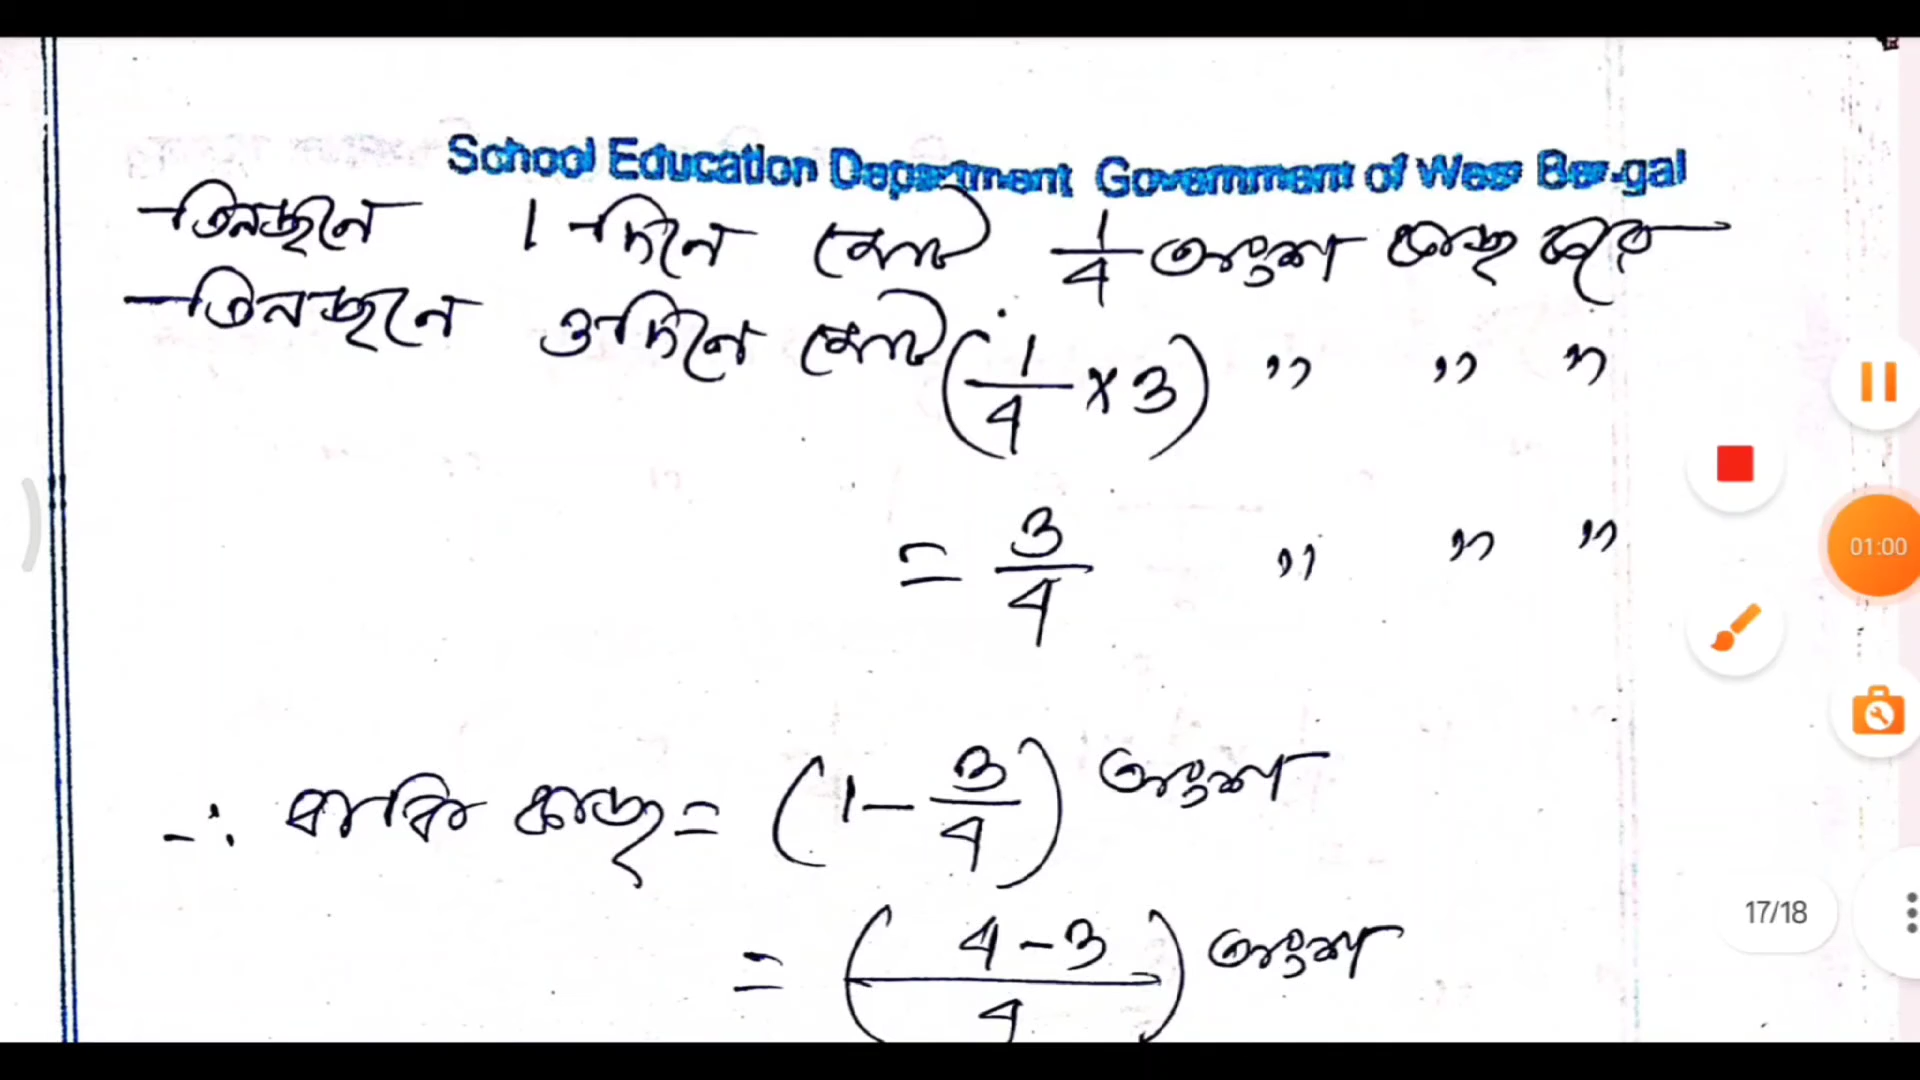 School Education Department Government of West Bengal
তিনজনে 1 দিনে মোট 1/4 অংশ কাজ করে
তিনজনে 3 দিনে মোট (1/4 × 3) " " "
= 3/4 " " "
∴ বাকি কাজ = (1 - 3/4) অংশ
= (4-3/4) অংশ
01:00
17/18